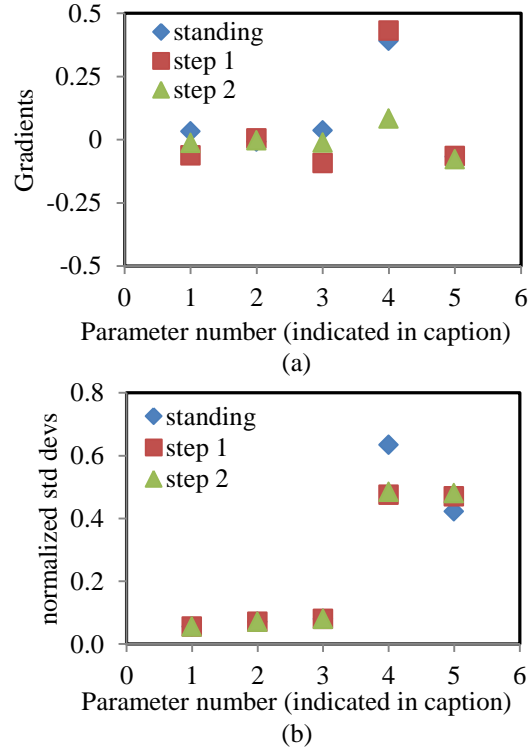 0.5
standing
step 1
0.25
step 2
0
Gradients
-0.25
-0.5
0 1 2 3 4 5 6
Parameter number (indicated in caption)
(a)
0.8
standing
step 1
0.6
step 2
0.4
normalized std devs
0.2
0.0
0 1 2 3 4 5 6
Parameter number (indicated in caption)
(b)